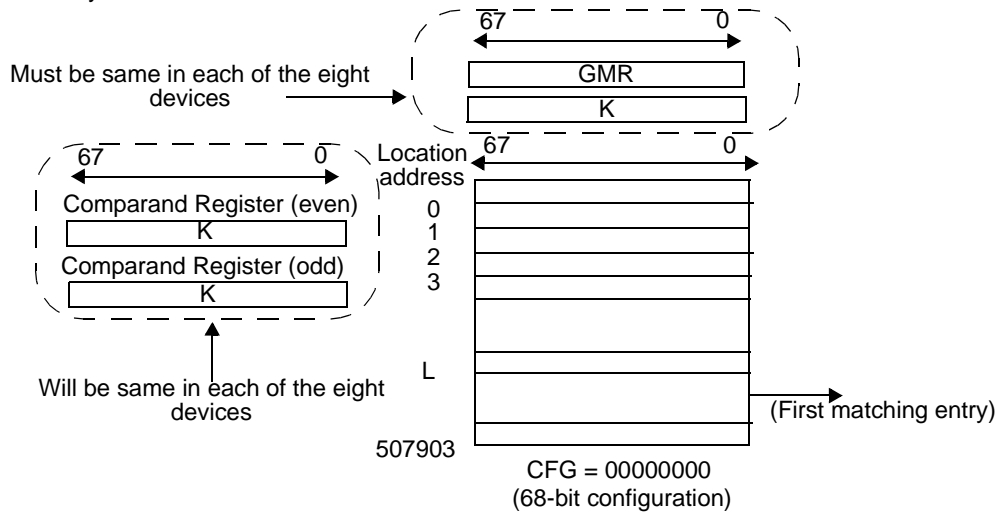 67 0
GMR
K
Must be same in each of the eight
devices
67 0
Comparand Register (even)
K
Comparand Register (odd)
K
Will be same in each of the eight
devices
Location
address
67 0
0
1
2
3
L
507903
(First matching entry)
CFG = 00000000
(68-bit configuration)